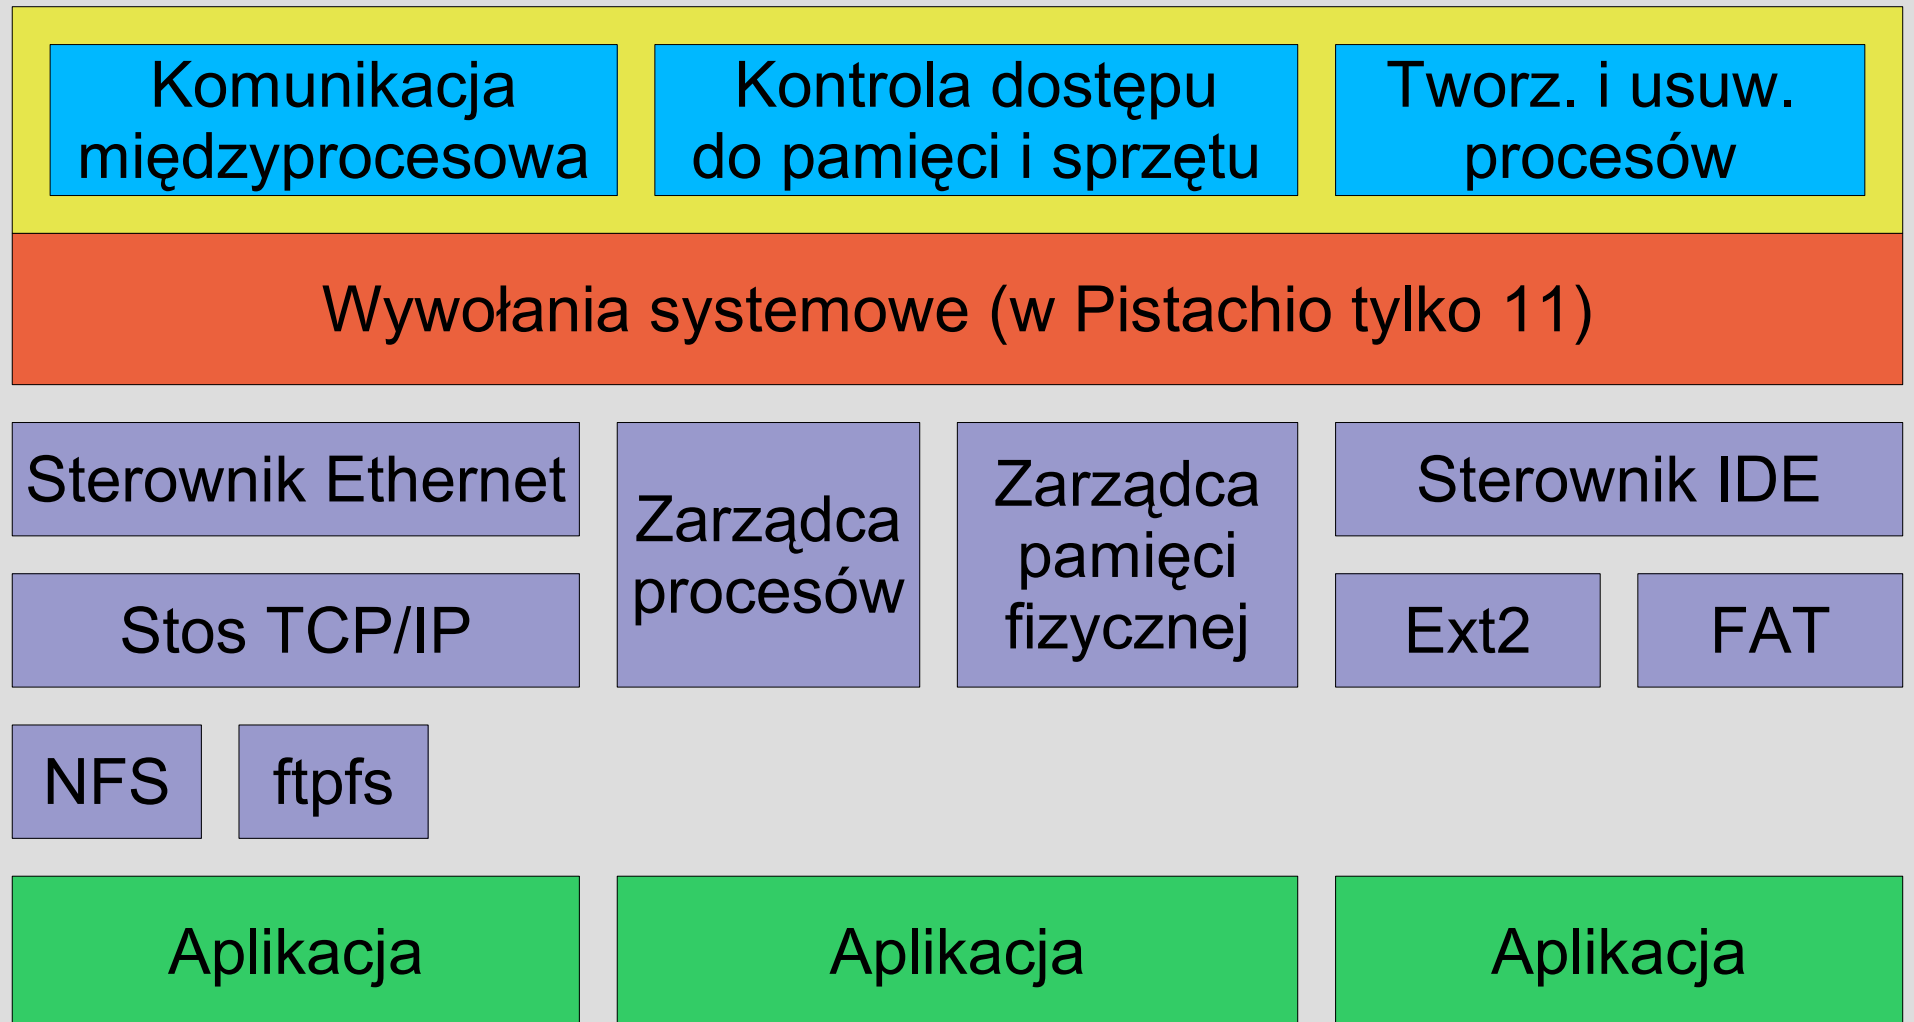 Komunikacja
międzyprocesowa
Kontrola dostępu
do pamięci i sprzętu
Tworz. i usuw.
procesów
Wywołania systemowe (w Pistachio tylko 11)
Sterownik Ethernet
Zarządca
procesów
Zarządca
pamięci
fizycznej
Sterownik IDE
Stos TCP/IP
Ext2
FAT
NFS
ftpfs
Aplikacja
Aplikacja
Aplikacja